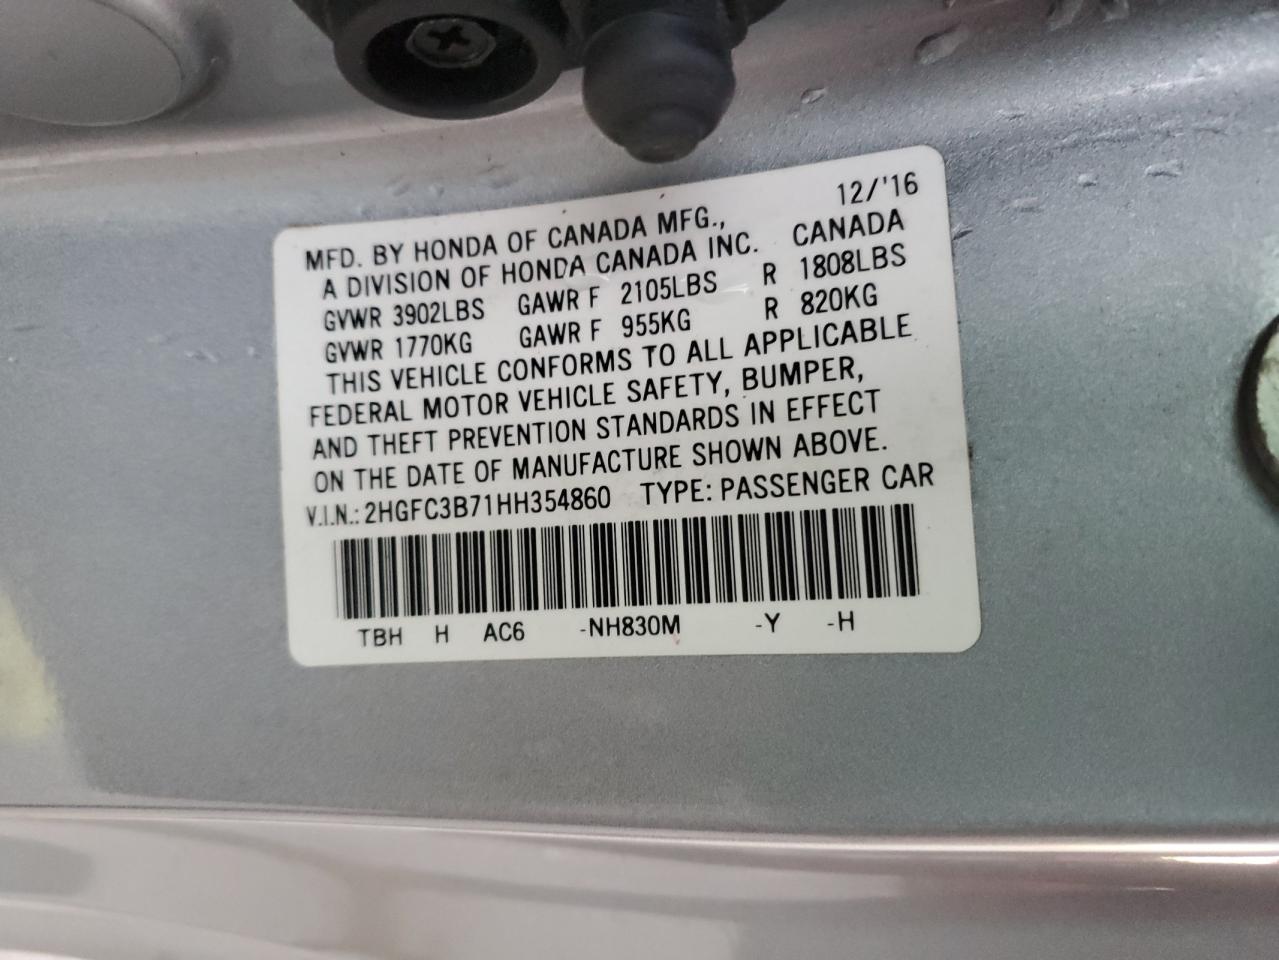 12/'16
MFD. BY HONDA OF CANADA MFG.,
A DIVISION OF HONDA CANADA INC. CANADA
GVWR 3902LBS GAWR F 2105LBS R 1808LBS
GVWR 1770KG GAWR F 955KG R 820KG
THIS VEHICLE CONFORMS TO ALL APPLICABLE
FEDERAL MOTOR VEHICLE SAFETY, BUMPER,
AND THEFT PREVENTION STANDARDS IN EFFECT
ON THE DATE OF MANUFACTURE SHOWN ABOVE.
V.I.N.: 2HGFC3B71HH354860 TYPE: PASSENGER CAR
TBH H AC6 -NH830M -Y -H